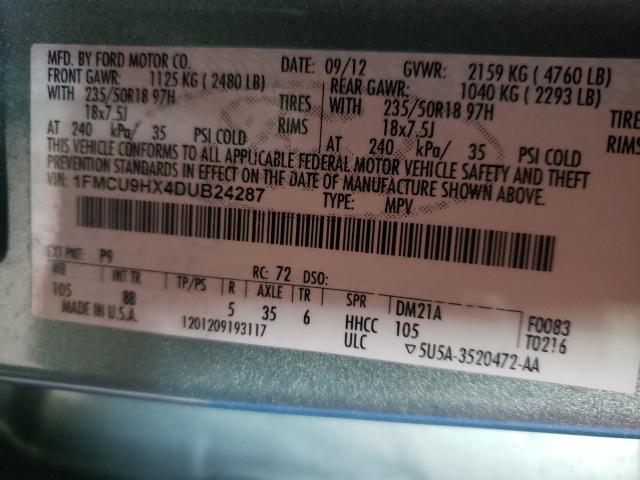 MFD. BY FORD MOTOR CO. DATE: 09/12 GVWR: 2159 KG ( 4760 LB)
FRONT GAWR: 1125 KG ( 2480 LB) REAR GAWR: 1040 KG ( 2293 LB)
WITH 235/50R18 97H TIRES WITH 235/50R18 97H TIRE
18x7.5J RIMS 18x7.5J RIMS
AT 240 kPa/ 35 PSI COLD AT 240 kPa/ 35 PSI COLD
THIS VEHICLE CONFORMS TO ALL APPLICABLE FEDERAL MOTOR VEHICLE SAFETY AND THEFT
PREVENTION STANDARDS IN EFFECT ON THE DATE OF MANUFACTURE SHOWN ABOVE.
VIN: 1FMCU9HX4DUB24287 TYPE: MPV
EXT PNT: P9 RC: 72 DSO:
WB INT TR TP/PS R AXLE TR SPR DM21A F0083
105 88 5 35 6 HHCC 105 T0216
MADE IN U.S.A. 1201209193117 ULC ▽5U5A-3520472-AA